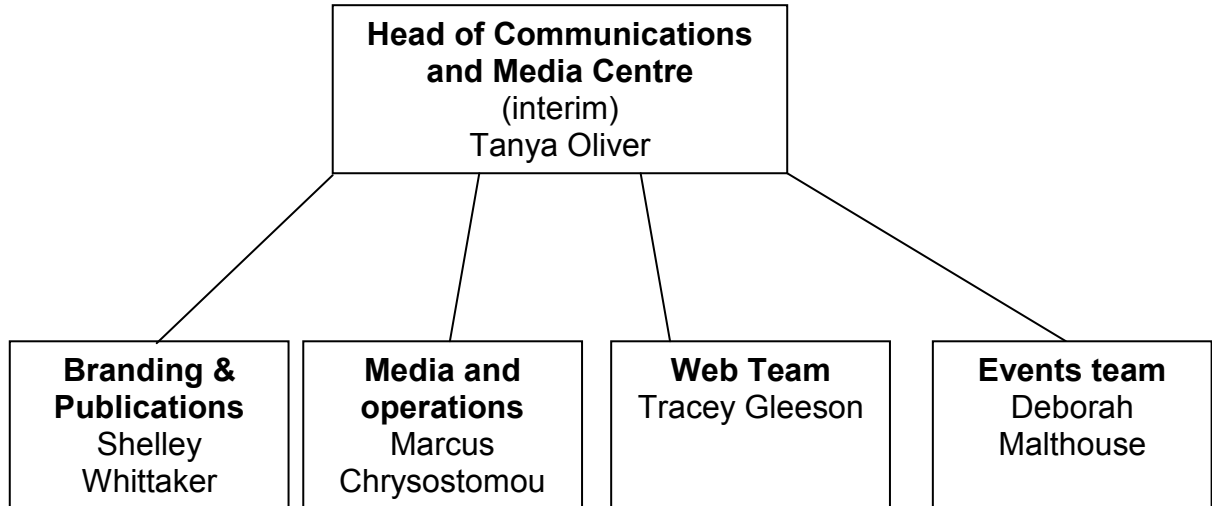 Head of Communications
and Media Centre
(interim)
Tanya Oliver
Branding &
Publications
Shelley
Whittaker
Media and
operations
Marcus
Chrysostomou
Web Team
Tracey Gleeson
Events team
Deborah
Malthouse